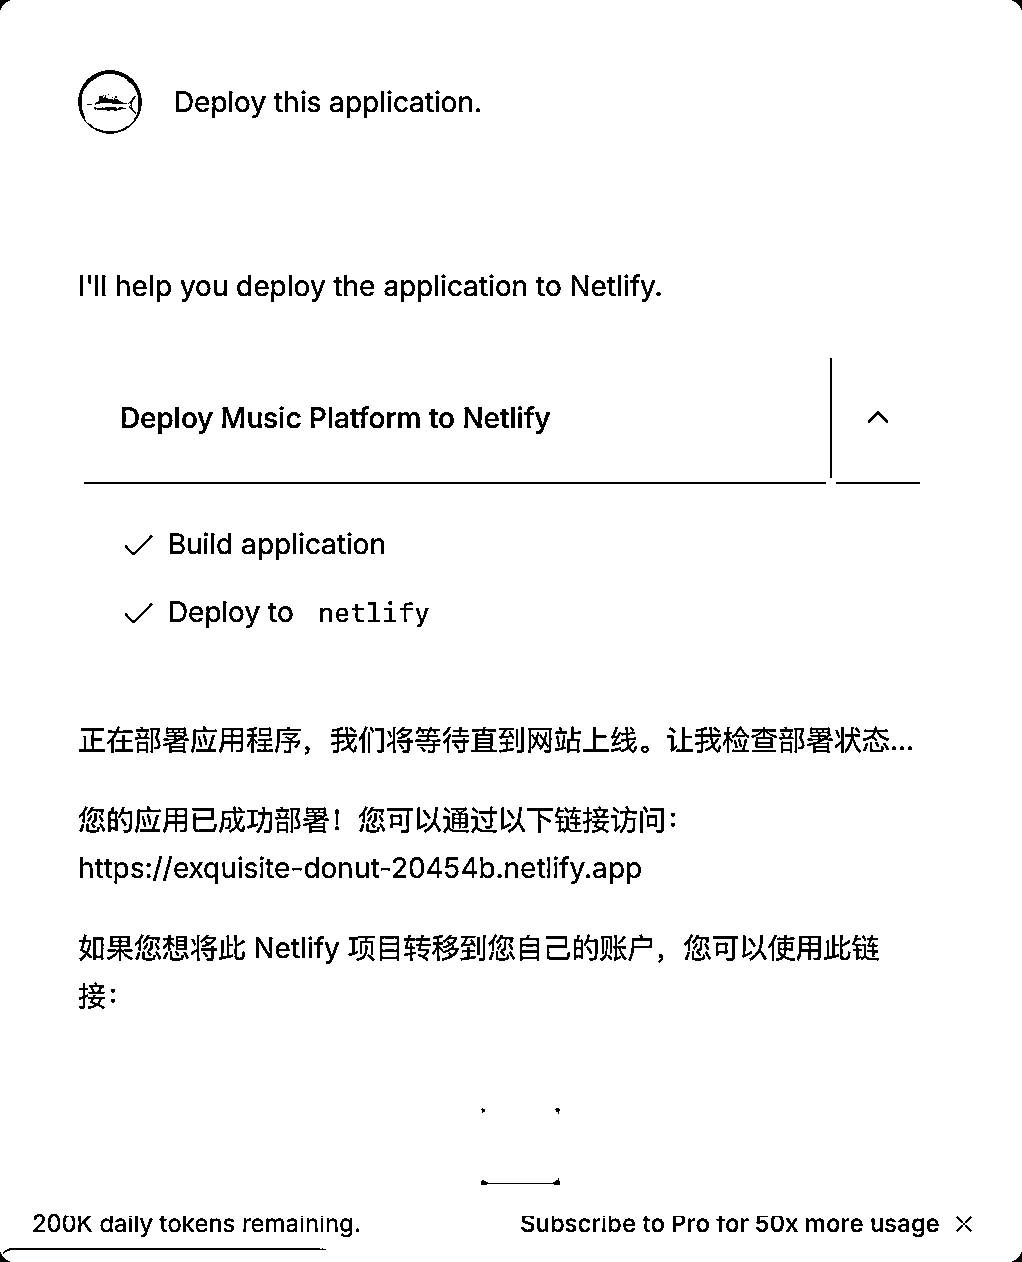 Deploy this application.
I'll help you deploy the application to Netlify.
Deploy Music Platform to Netlify
Build application
Deploy to netlify
正在部署应用程序，我们将等待直到网站上线。让我检查部署状态...
您的应用已成功部署！您可以通过以下链接访问：
https://exquisite-donut-20454b.netlify.app
如果您想将此 Netlify 项目转移到您自己的账户，您可以使用此链
接：
200K daily tokens remaining.
Subscribe to Pro for 50x more usage